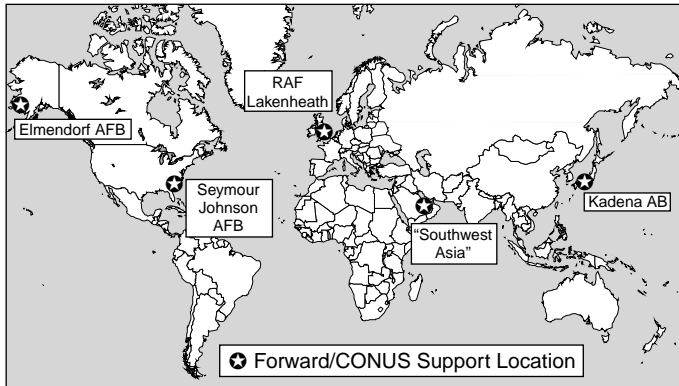 RAF
Lakenheath
Elmendorf AFB
Seymour
Johnson
AFB
Kadena AB
“Southwest
Asia”
Forward/CONUS Support Location